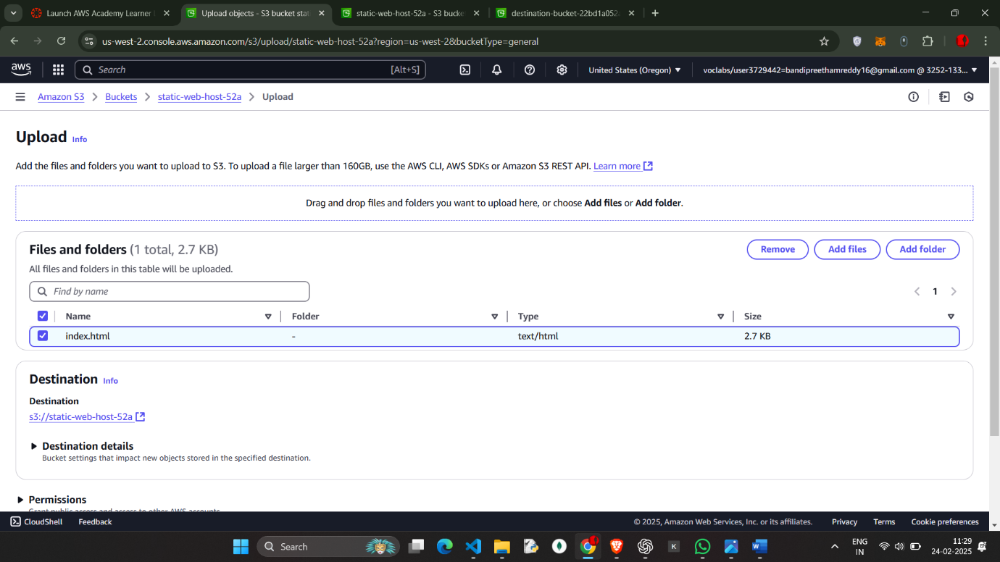 Launch AWS Academy Learner
Upload objects - S3 bucket stat
static-web-host-52a - S3 bucke
destination-bucket-22bd1a052
us-west-2.console.aws.amazon.com/s3/upload/static-web-host-52a?region=us-west-2&bucketType=general
aws
Search
[Alt+S]
United States (Oregon)
voclabs/user3729442=bandipreethamreddy16@gmail.com @ 3252-133...
Amazon S3 > Buckets > static-web-host-52a > Upload
Upload Info
Add the files and folders you want to upload to S3. To upload a file larger than 160GB, use the AWS CLI, AWS SDKs or Amazon S3 REST API. Learn more
Drag and drop files and folders you want to upload here, or choose Add files or Add folder.
Files and folders (1 total, 2.7 KB)
Remove
Add files
Add folder
All files and folders in this table will be uploaded.
Find by name
1
Name Folder Type Size
index.html - text/html 2.7 KB
Destination Info
Destination
s3://static-web-host-52a
Destination details
Bucket settings that impact new objects stored in the specified destination.
Permissions
Grant public access and access to other AWS accounts.
CloudShell Feedback
© 2025, Amazon Web Services, Inc. or its affiliates. Privacy Terms Cookie preferences
Search
K
ENG
IN
11:29
24-02-2025